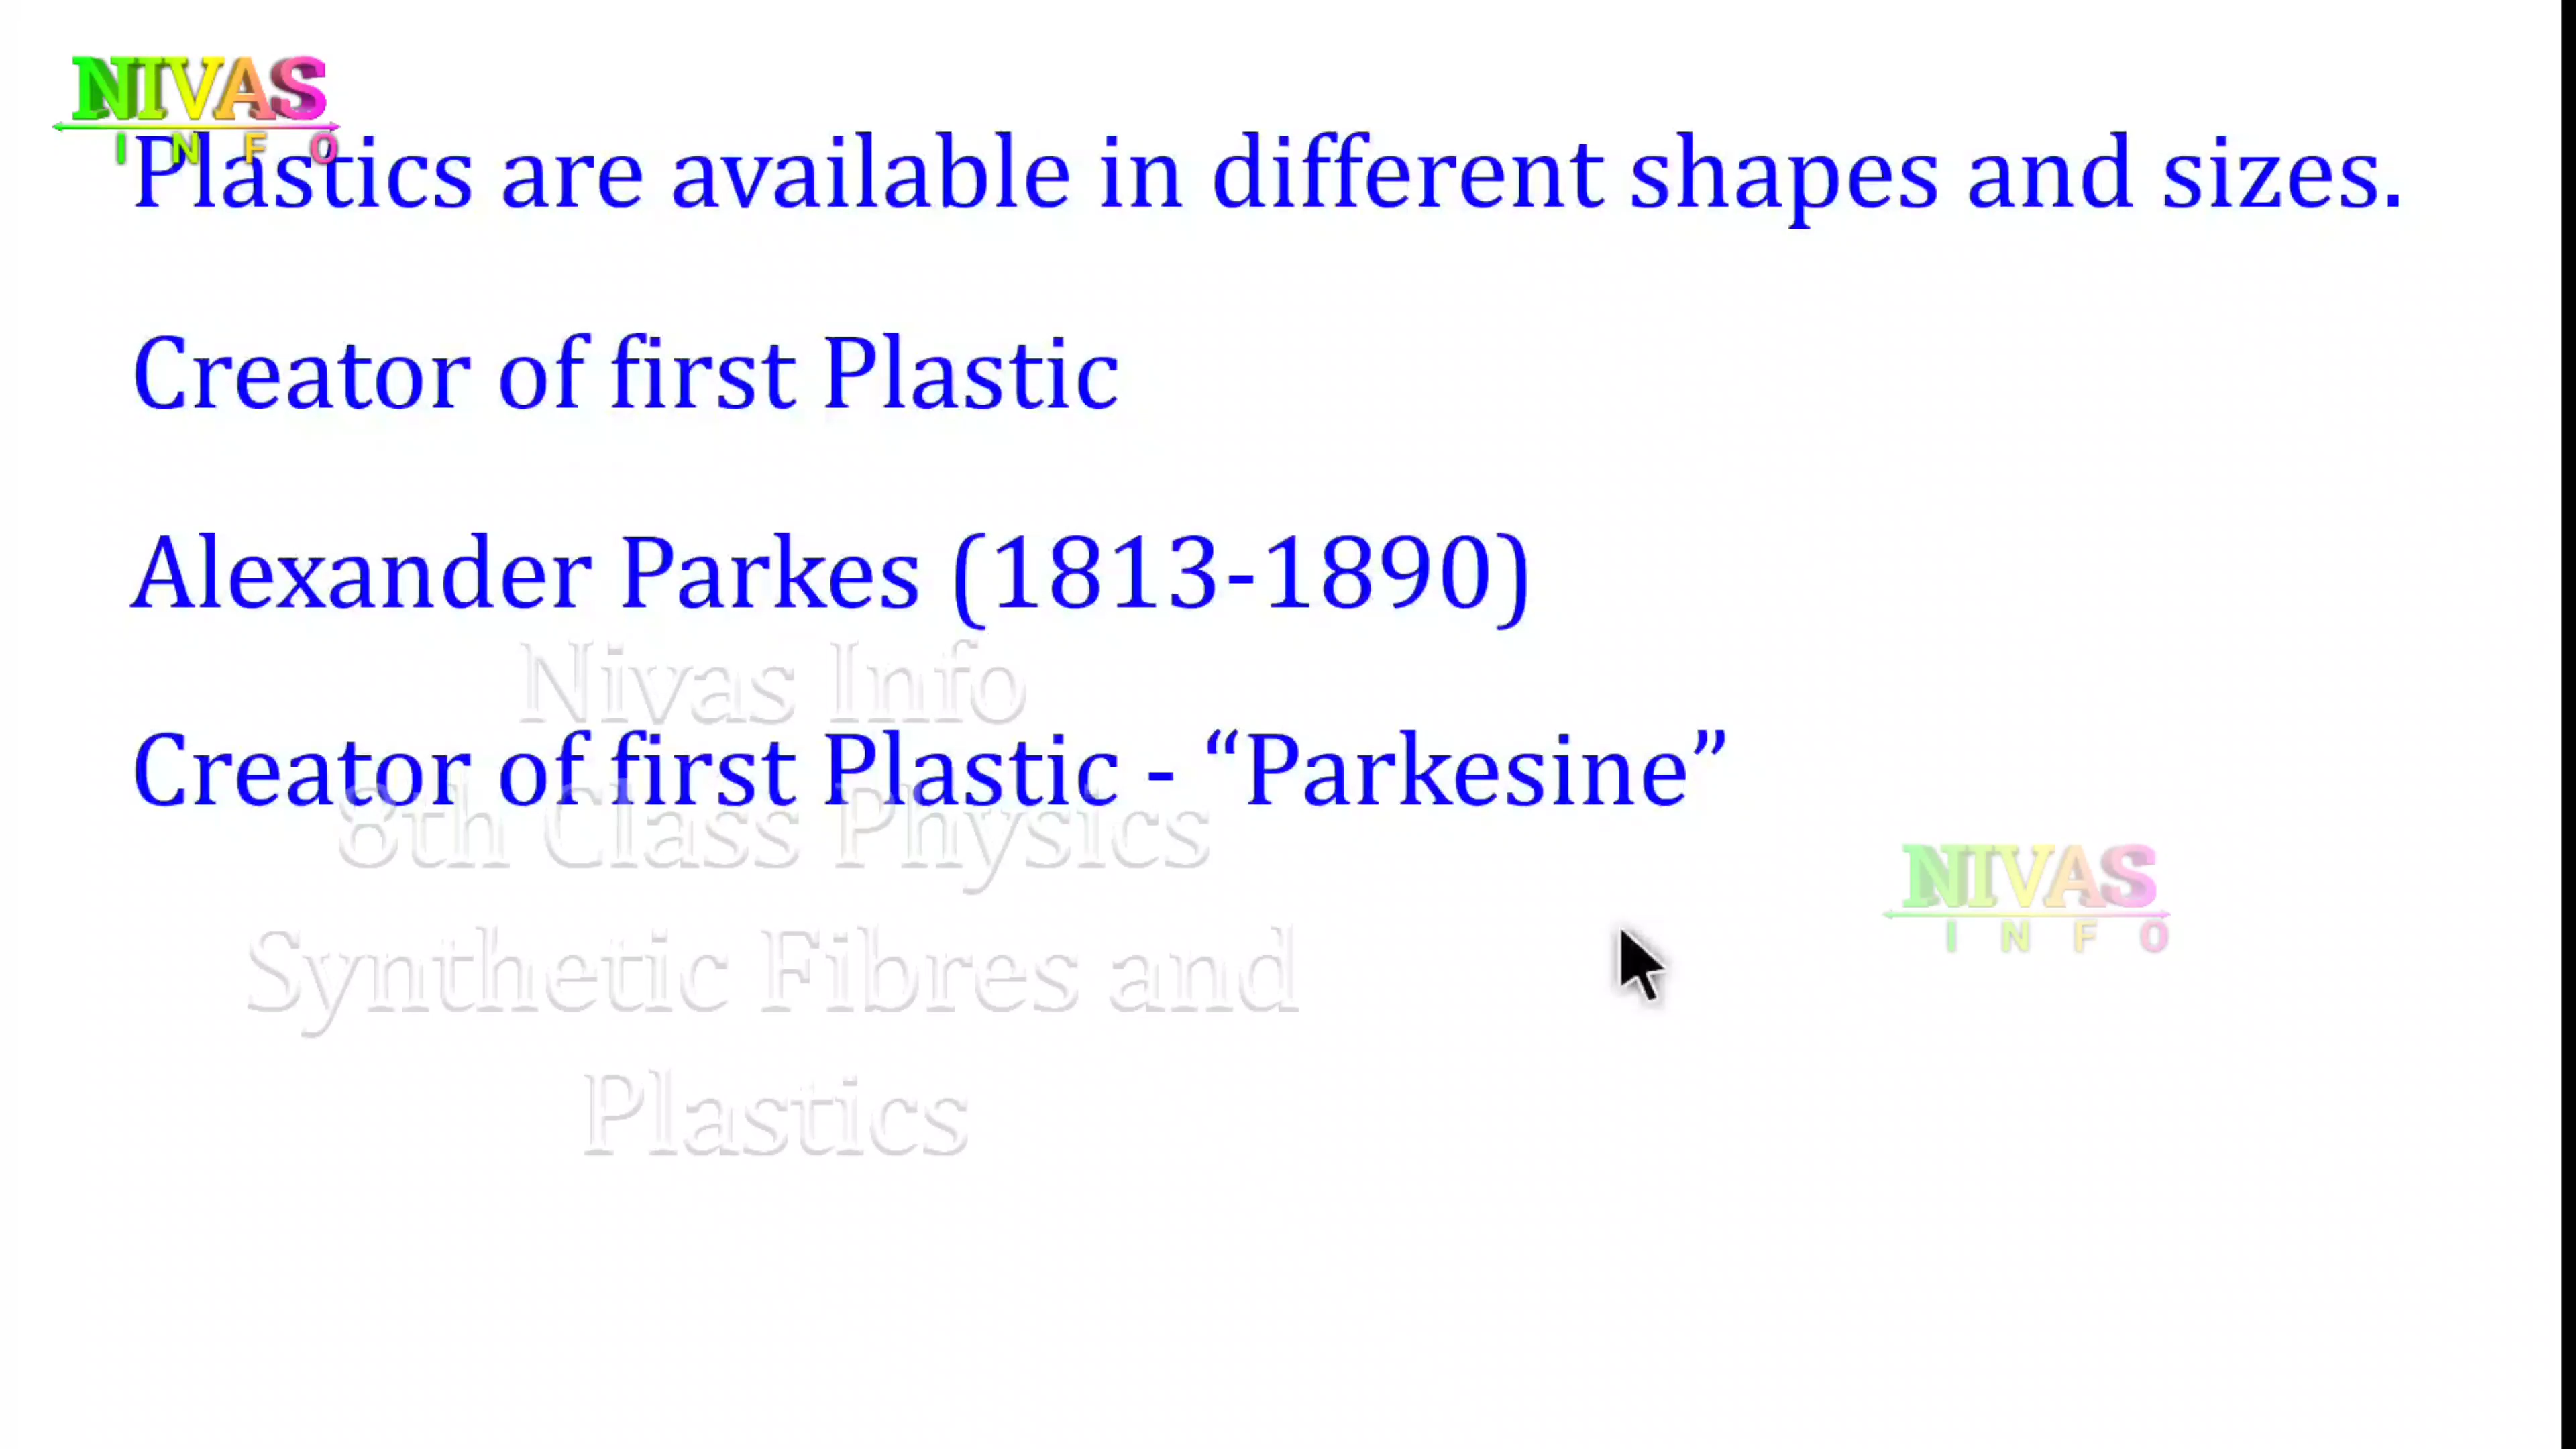 NIVAS
INFO
Plastics are available in different shapes and sizes.
Creator of first Plastic
Alexander Parkes (1813-1890)
Nivas Info
Creator of first Plastic - “Parkesine”
8th Class Physics
NIVAS
INFO
Synthetic Fibres and
Plastics